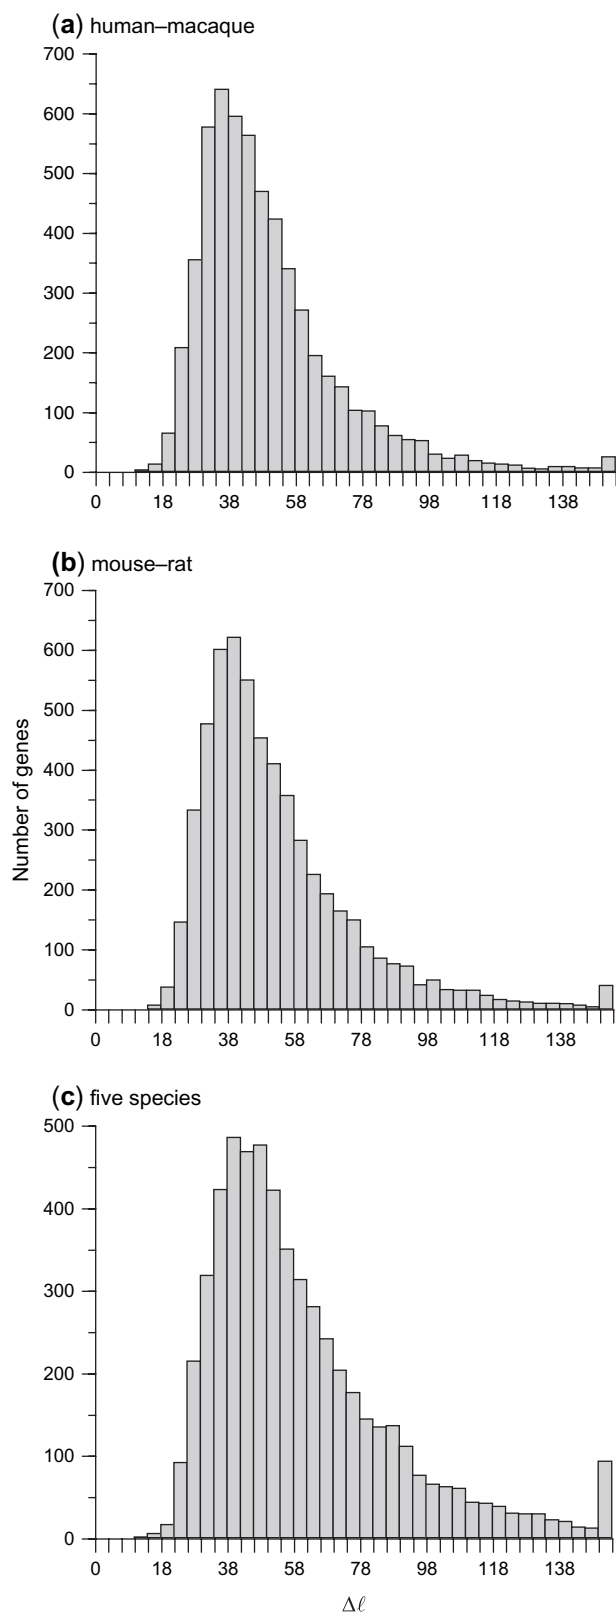 (a) human–macaque
700
600
500
400
300
200
100
0
0 18 38 58 78 98 118 138
(b) mouse–rat
700
600
500
400
300
200
100
0
0 18 38 58 78 98 118 138
Number of genes
(c) five species
500
400
300
200
100
0
0 18 38 58 78 98 118 138
Δℓ